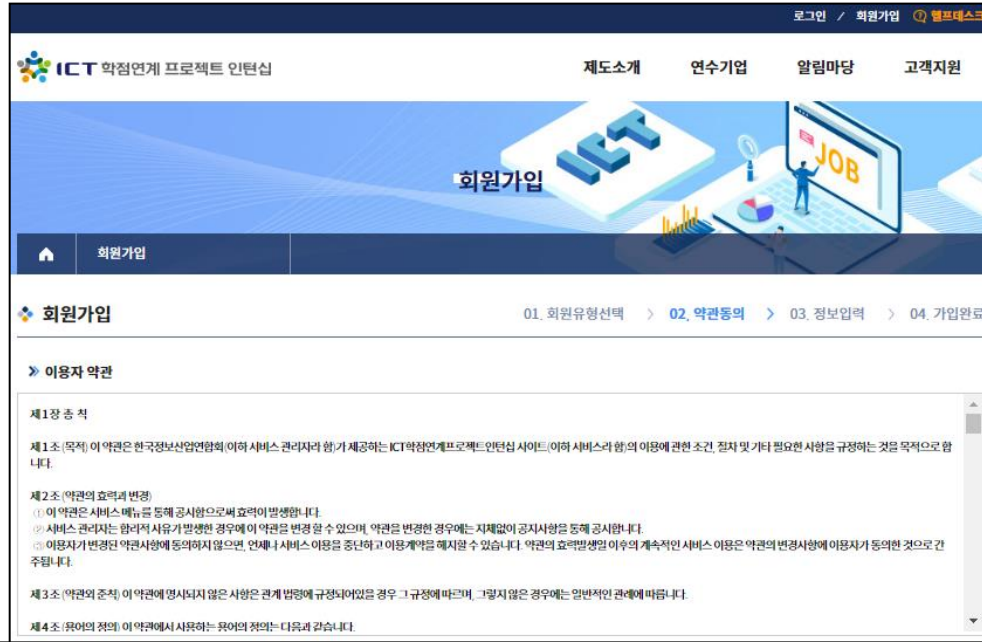 로그인 / 회원가입 ? 헬프데스크
ICT 학점연계 프로젝트 인턴십
제도소개 연수기업 알림마당 고객지원
ICT
JOB
회원가입
회원가입
회원가입
01. 회원유형선택 > 02. 약관동의 > 03. 정보입력 > 04. 가입완료
이용자 약관
제 1 장 총 칙
제 1 조 (목적) 이 약관은 한국정보산업연합회(이하 서비스 관리자라 함)가 제공하는 ICT학점연계프로젝트인턴십 사이트(이하 서비스라 함)의 이용에 관한 조건, 절차 및 기타 필요한 사항을 규정하는 것을 목적으로 합
니다.
제 2 조 (약관의 효력과 변경)
① 이 약관은 서비스 메뉴를 통해 공시함으로써 효력이 발생합니다.
② 서비스 관리자는 합리적 사유가 발생한 경우에 이 약관을 변경 할 수 있으며, 약관을 변경한 경우에는 지체없이 공지사항을 통해 공시합니다.
③ 이용자가 변경된 약관사항에 동의하지 않으면, 언제나 서비스 이용을 중단하고 이용계약을 해지할 수 있습니다. 약관의 효력발생일 이후의 계속적인 서비스 이용은 약관의 변경사항에 이용자가 동의한 것으로 간
주됩니다.
제 3 조 (약관외 준칙) 이 약관에 명시되지 않은 사항은 관계 법령에 규정되어있을 경우 그 규정에 따르며, 그렇지 않은 경우에는 일반적인 관례에 따릅니다.
제 4 조 (용어의 정의) 이 약관에서 사용하는 용어의 정의는 다음과 같습니다.